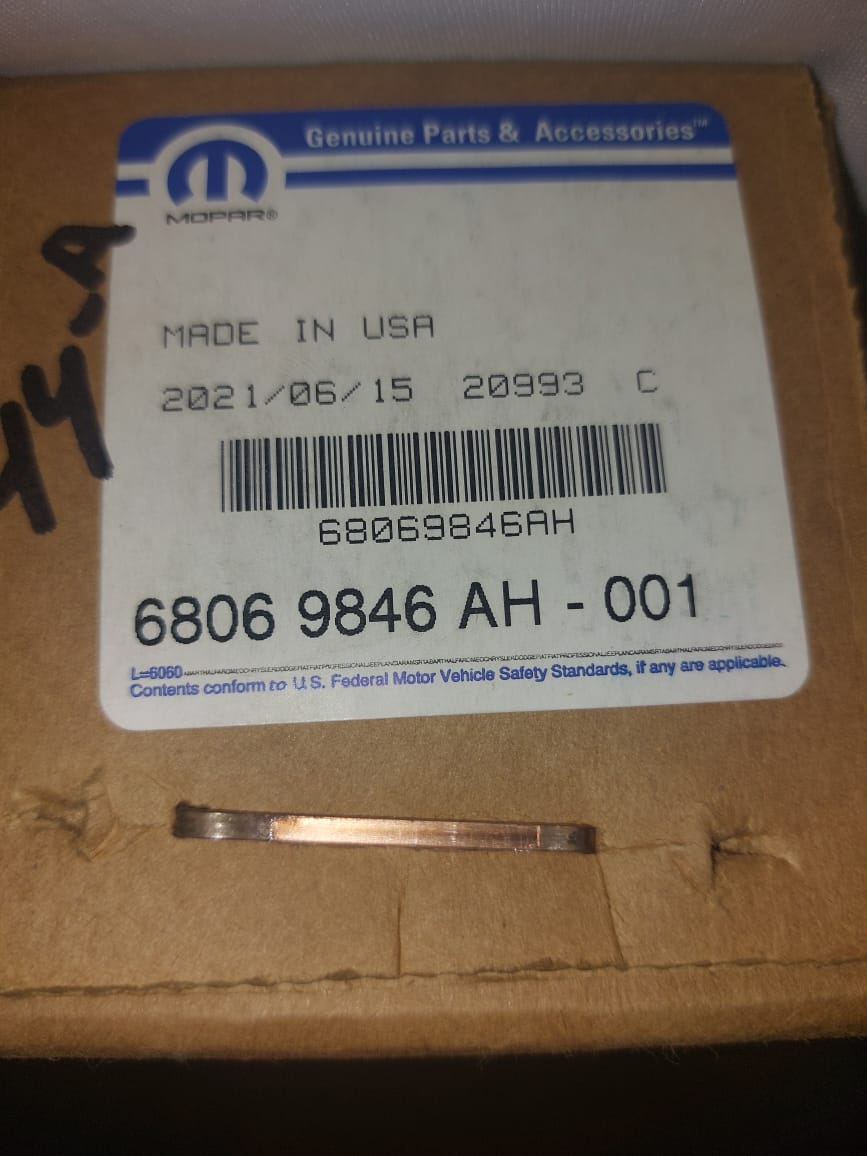 Genuine Parts & Accessories™
MOPAR®
MADE IN USA
2021/06/15 20993 C
68069846AH
6806 9846 AH - 001
L=6060
Contents conform to U.S. Federal Motor Vehicle Safety Standards, if any are applicable.